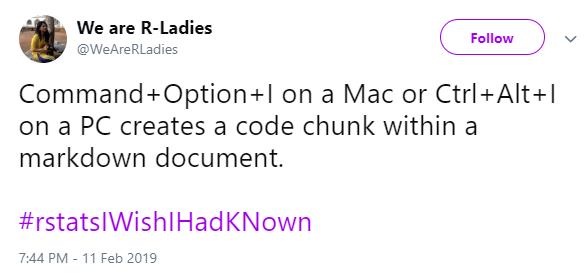 We are R-Ladies
@WeAreRLadies
Follow
Command+Option+I on a Mac or Ctrl+Alt+I
on a PC creates a code chunk within a
markdown document.
#rstatsIWishIHadKNown
7:44 PM - 11 Feb 2019